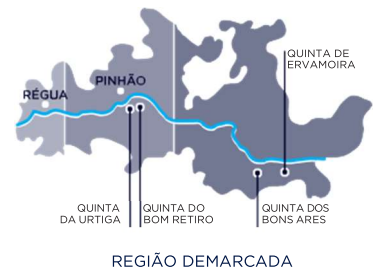 QUINTA DE
ERVAMOIRA
PINHÃO
RÉGUA
QUINTA
DA URTIGA
QUINTA DO
BOM RETIRO
QUINTA DOS
BONS ARES
REGIÃO DEMARCADA